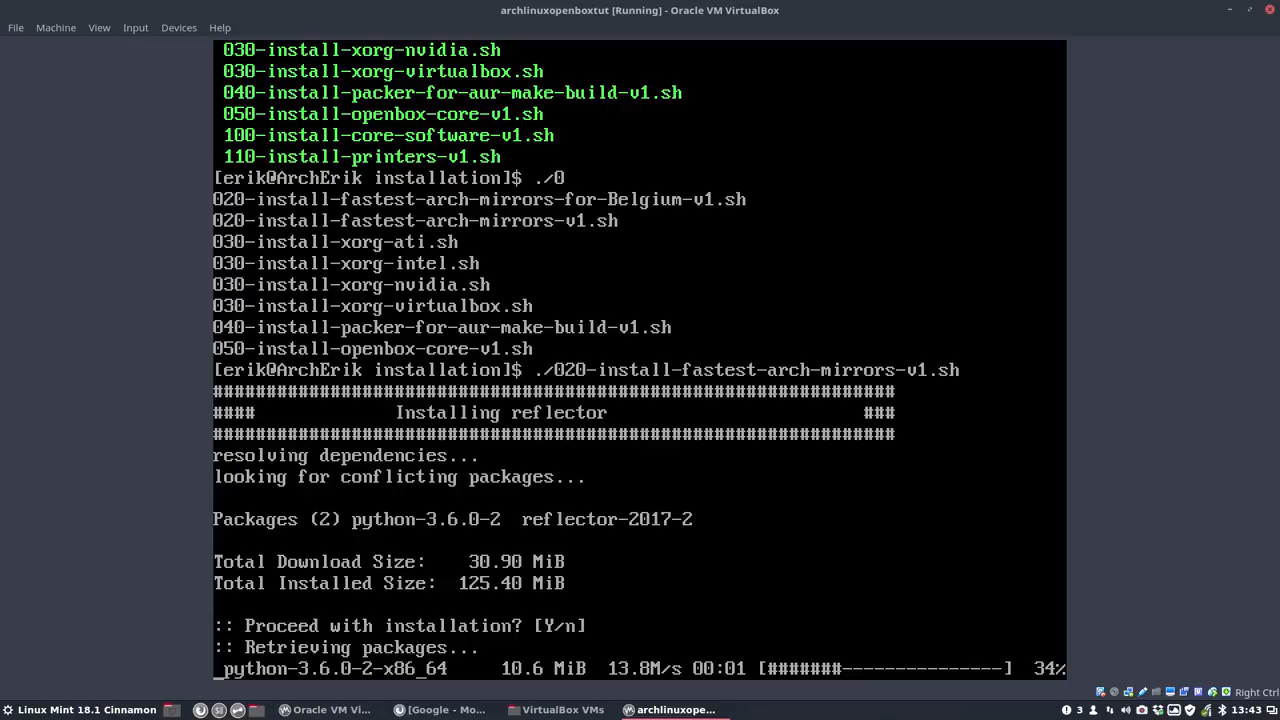 archlinuxopenboxtut [Running] - Oracle VM VirtualBox
File Machine View Input Devices Help
030-install-xorg-nvidia.sh
030-install-xorg-virtualbox.sh
040-install-packer-for-aur-make-build-v1.sh
050-install-openbox-core-v1.sh
100-install-core-software-v1.sh
110-install-printers-v1.sh
[erik@ArchErik installation]$ ./0
020-install-fastest-arch-mirrors-for-Belgium-v1.sh
020-install-fastest-arch-mirrors-v1.sh
030-install-xorg-ati.sh
030-install-xorg-intel.sh
030-install-xorg-nvidia.sh
030-install-xorg-virtualbox.sh
040-install-packer-for-aur-make-build-v1.sh
050-install-openbox-core-v1.sh
[erik@ArchErik installation]$ ./020-install-fastest-arch-mirrors-v1.sh
################################################################
#### Installing reflector ###
################################################################
resolving dependencies...
looking for conflicting packages...
Packages (2) python-3.6.0-2 reflector-2017-2
Total Download Size: 30.90 MiB
Total Installed Size: 125.40 MiB
:: Proceed with installation? [Y/n]
:: Retrieving packages...
_python-3.6.0-2-x86_64 10.6 MiB 13.8M/s 00:01 [#######---------------] 34%
Right Ctrl
Linux Mint 18.1 Cinnamon Oracle VM Vi... [Google - Mo... VirtualBox VMs archlinuxope... 3 13:43